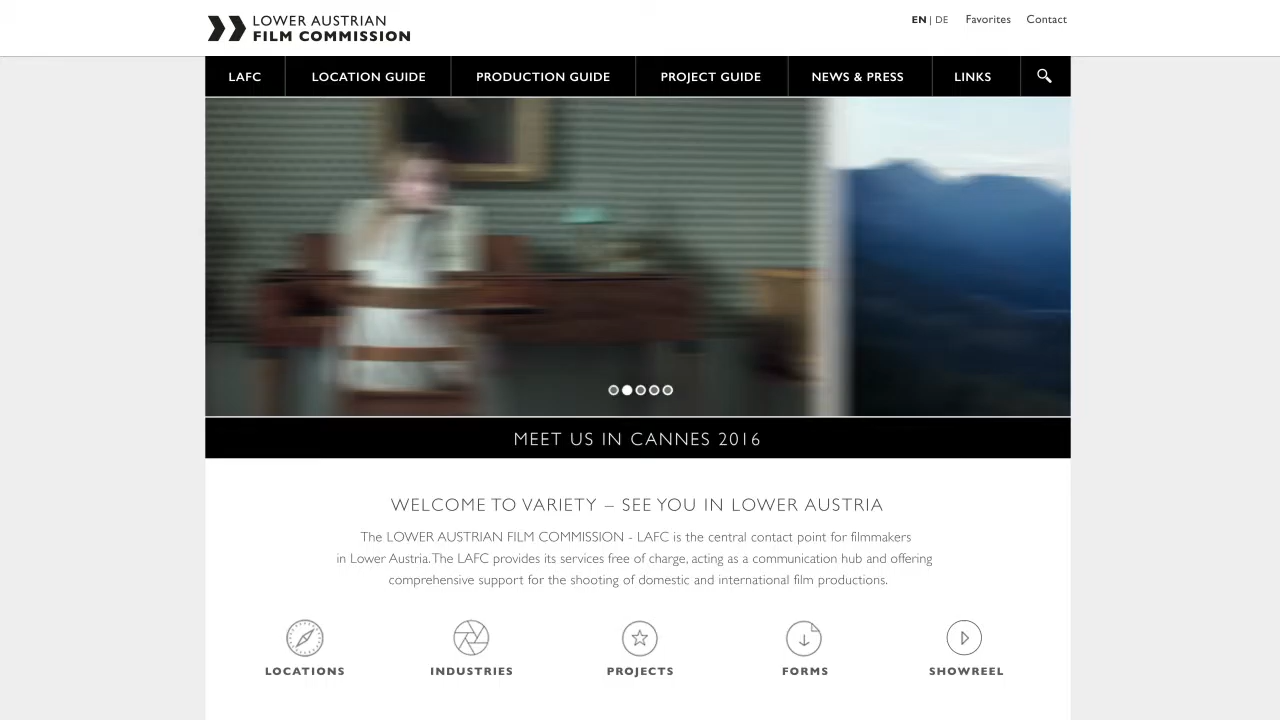 LOWER AUSTRIAN
FILM COMMISSION
EN | DE Favorites Contact
LAFC LOCATION GUIDE PRODUCTION GUIDE PROJECT GUIDE NEWS & PRESS LINKS
MEET US IN CANNES 2016
WELCOME TO VARIETY – SEE YOU IN LOWER AUSTRIA
The LOWER AUSTRIAN FILM COMMISSION - LAFC is the central contact point for filmmakers
in Lower Austria. The LAFC provides its services free of charge, acting as a communication hub and offering
comprehensive support for the shooting of domestic and international film productions.
LOCATIONS INDUSTRIES PROJECTS FORMS SHOWREEL